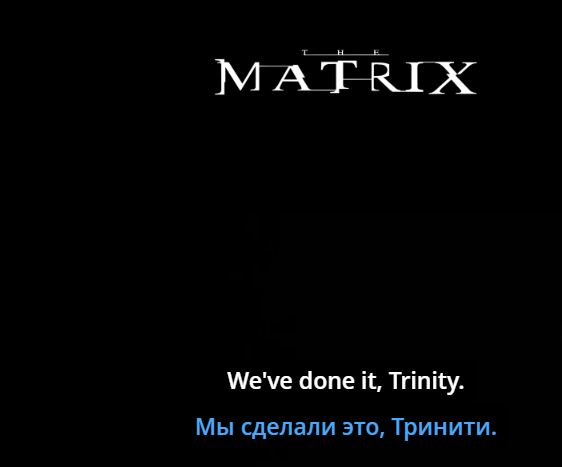 THE
MATRIX
We've done it, Trinity.
Мы сделали это, Тринити.